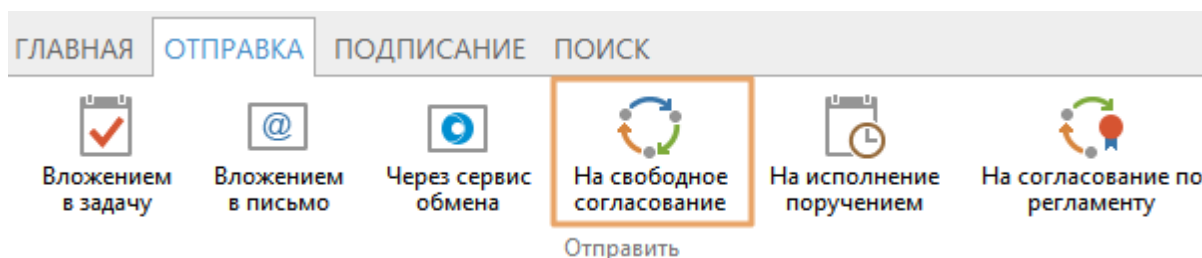 ГЛАВНАЯ ОТПРАВКА ПОДПИСАНИЕ ПОИСК
@
Вложением в задачу
Вложением в письмо
Через сервис обмена
На свободное согласование
На исполнение поручением
На согласование по регламенту
Отправить